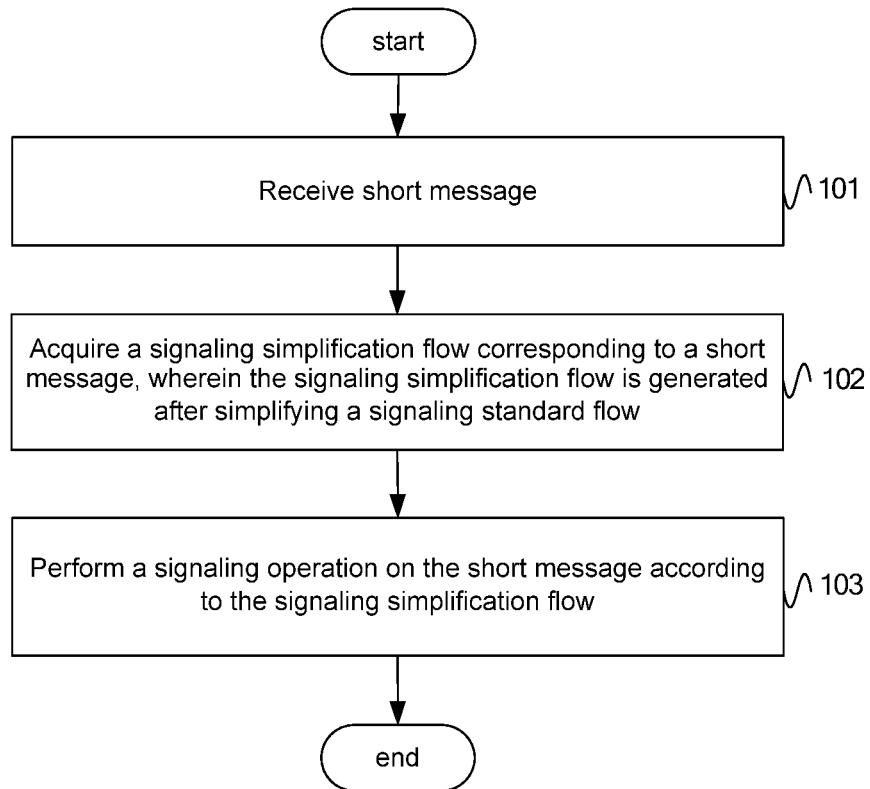 start
Receive short message
101
Acquire a signaling simplification flow corresponding to a short
message, wherein the signaling simplification flow is generated
after simplifying a signaling standard flow
102
Perform a signaling operation on the short message according
to the signaling simplification flow
103
end